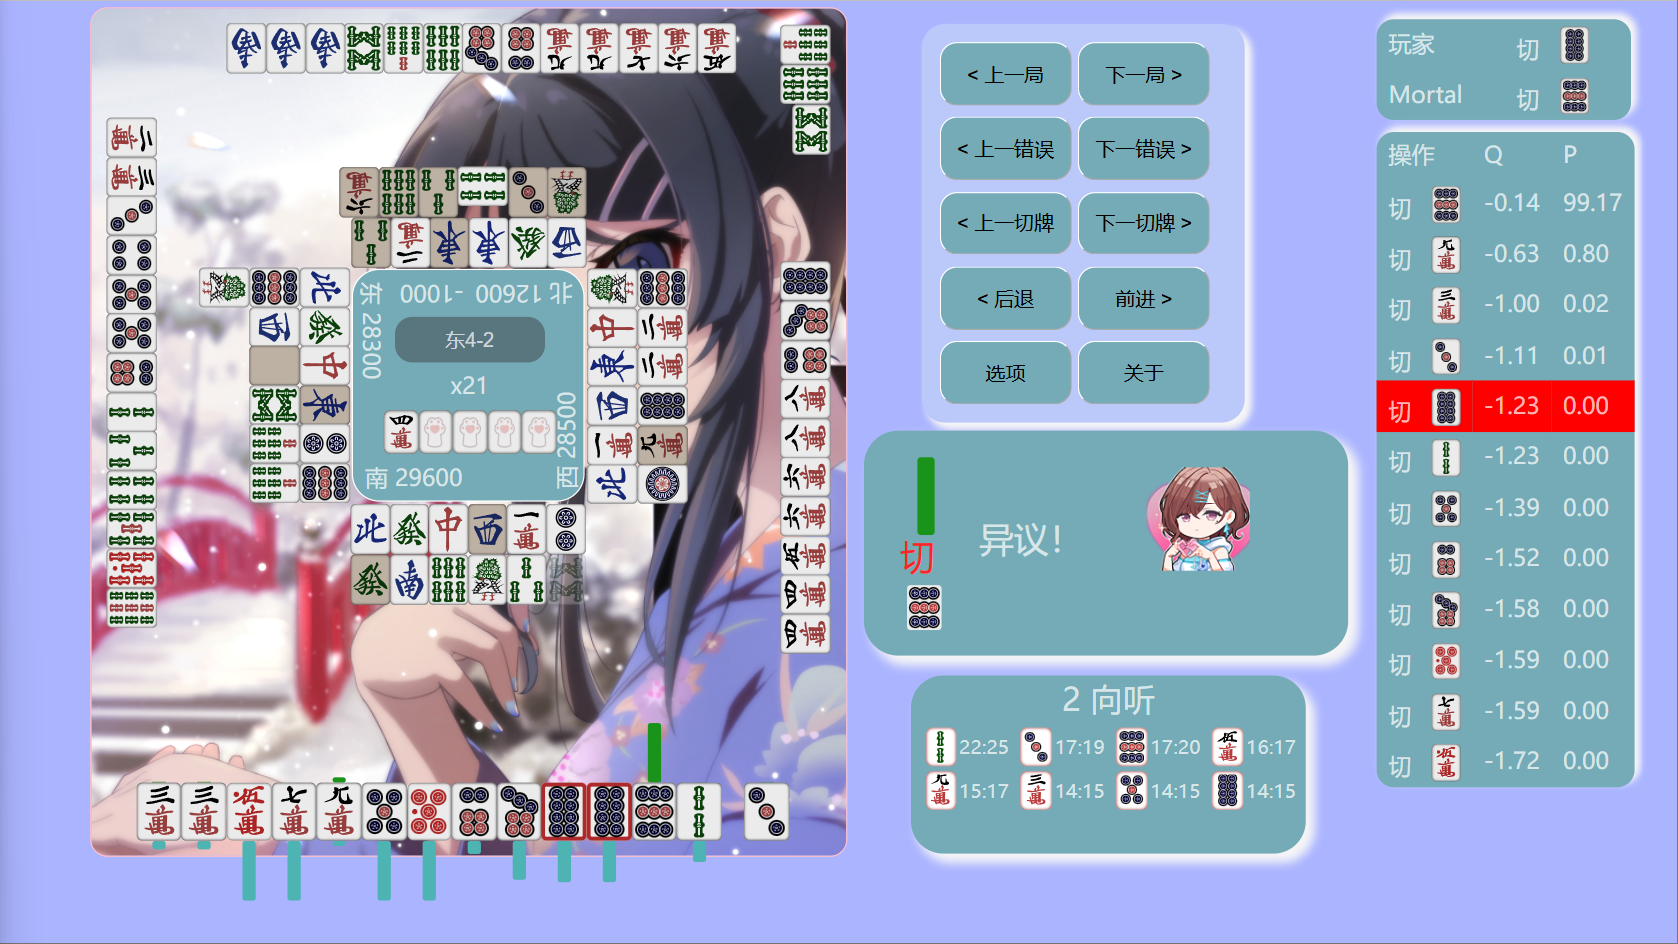 东 28300
北 12600 -1000
东4-2
x21
南 29600
西 28500
< 上一局
下一局 >
< 上一错误
下一错误 >
< 上一切牌
下一切牌 >
< 后退
前进 >
选项
关于
切
异议！
2 向听
22:25
17:19
17:20
16:17
15:17
14:15
14:15
14:15
玩家 切
Mortal 切
操作 Q P
切 -0.14 99.17
切 -0.63 0.80
切 -1.00 0.02
切 -1.11 0.01
切 -1.23 0.00
切 -1.23 0.00
切 -1.39 0.00
切 -1.52 0.00
切 -1.58 0.00
切 -1.59 0.00
切 -1.59 0.00
切 -1.72 0.00